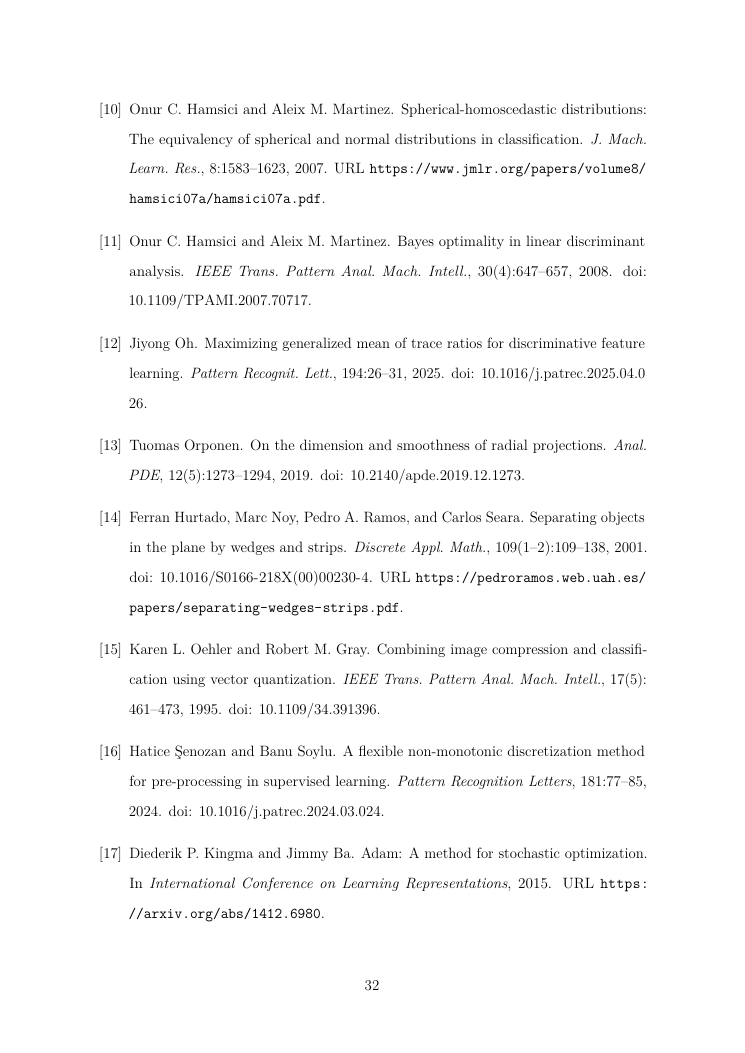 [10] Onur C. Hamsici and Aleix M. Martinez. Spherical-homoscedastic distributions:
The equivalency of spherical and normal distributions in classification. J. Mach.
Learn. Res., 8:1583–1623, 2007. URL https://www.jmlr.org/papers/volume8/
hamsici07a/hamsici07a.pdf.
[11] Onur C. Hamsici and Aleix M. Martinez. Bayes optimality in linear discriminant
analysis. IEEE Trans. Pattern Anal. Mach. Intell., 30(4):647–657, 2008. doi:
10.1109/TPAMI.2007.70717.
[12] Jiyong Oh. Maximizing generalized mean of trace ratios for discriminative feature
learning. Pattern Recognit. Lett., 194:26–31, 2025. doi: 10.1016/j.patrec.2025.04.0
26.
[13] Tuomas Orponen. On the dimension and smoothness of radial projections. Anal.
PDE, 12(5):1273–1294, 2019. doi: 10.2140/apde.2019.12.1273.
[14] Ferran Hurtado, Marc Noy, Pedro A. Ramos, and Carlos Seara. Separating objects
in the plane by wedges and strips. Discrete Appl. Math., 109(1–2):109–138, 2001.
doi: 10.1016/S0166-218X(00)00230-4. URL https://pedroramos.web.uah.es/
papers/separating-wedges-strips.pdf.
[15] Karen L. Oehler and Robert M. Gray. Combining image compression and classifi-
cation using vector quantization. IEEE Trans. Pattern Anal. Mach. Intell., 17(5):
461–473, 1995. doi: 10.1109/34.391396.
[16] Hatice Şenozan and Banu Soylu. A flexible non-monotonic discretization method
for pre-processing in supervised learning. Pattern Recognition Letters, 181:77–85,
2024. doi: 10.1016/j.patrec.2024.03.024.
[17] Diederik P. Kingma and Jimmy Ba. Adam: A method for stochastic optimization.
In International Conference on Learning Representations, 2015. URL https:
//arxiv.org/abs/1412.6980.
32